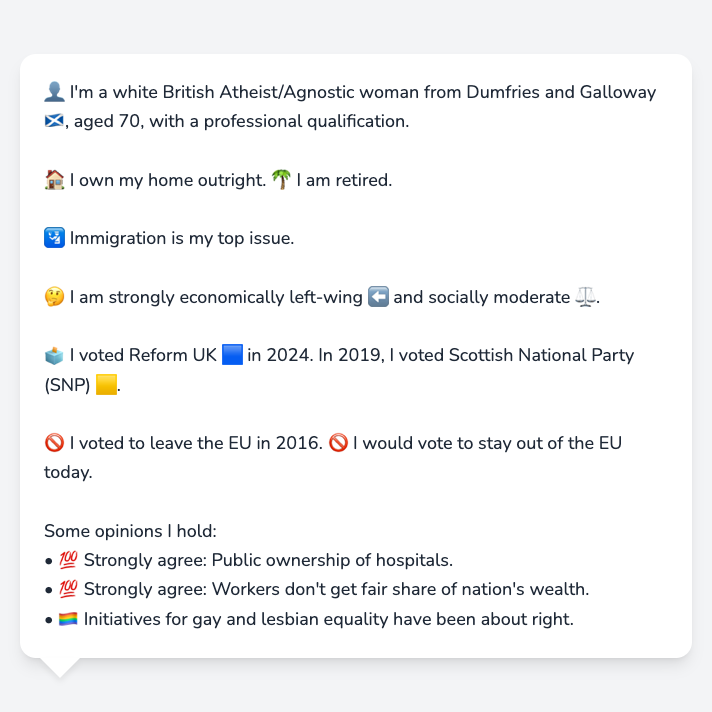 👤 I'm a white British Atheist/Agnostic woman from Dumfries and Galloway
🏴󠁧󠁢󠁳󠁣󠁴󠁿, aged 70, with a professional qualification.
🏠 I own my home outright. 🌴 I am retired.
🛂 Immigration is my top issue.
🤔 I am strongly economically left-wing ⬅️ and socially moderate ⚖️.
🗳️ I voted Reform UK 🟦 in 2024. In 2019, I voted Scottish National Party
(SNP) 🟨.
🚫 I voted to leave the EU in 2016. 🚫 I would vote to stay out of the EU
today.
Some opinions I hold:
• 💯 Strongly agree: Public ownership of hospitals.
• 💯 Strongly agree: Workers don't get fair share of nation's wealth.
• 🏳️‍🌈 Initiatives for gay and lesbian equality have been about right.